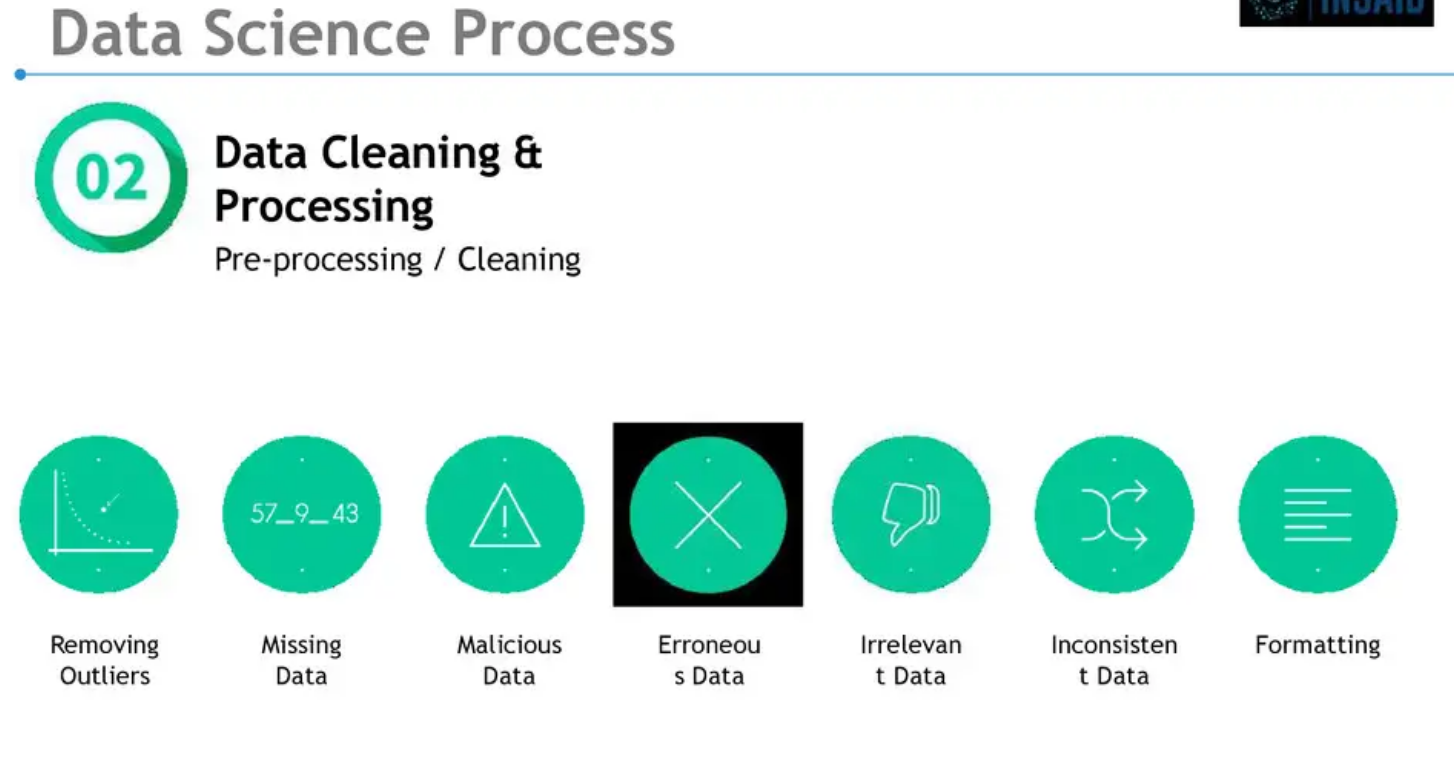 Data Science Process
INSAID
02
Data Cleaning &
Processing
Pre-processing / Cleaning
57_9_43
Removing
Outliers
Missing
Data
Malicious
Data
Erroneou
s Data
Irrelevan
t Data
Inconsisten
t Data
Formatting